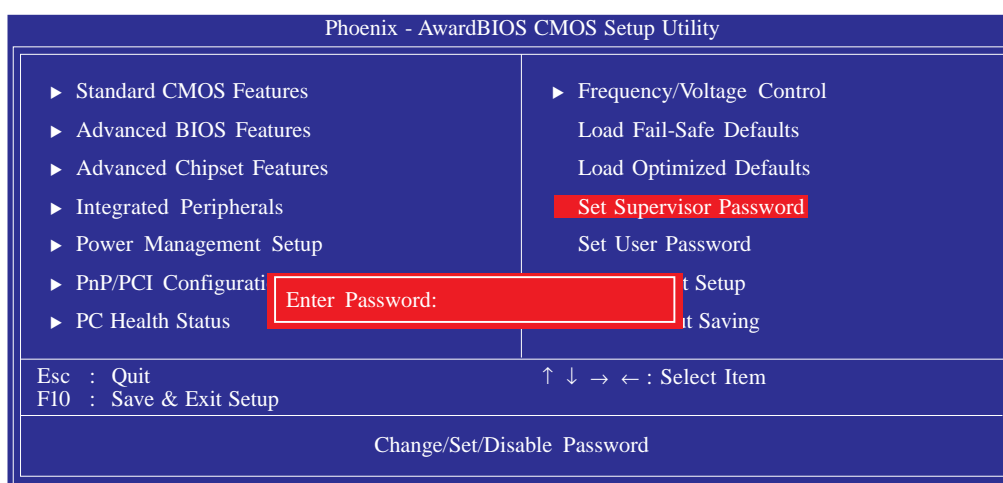 Phoenix - AwardBIOS CMOS Setup Utility
▶ Standard CMOS Features
▶ Advanced BIOS Features
▶ Advanced Chipset Features
▶ Integrated Peripherals
▶ Power Management Setup
▶ PnP/PCI Configurati
▶ PC Health Status
▶ Frequency/Voltage Control
Load Fail-Safe Defaults
Load Optimized Defaults
Set Supervisor Password
Set User Password
t Setup
ut Saving
Enter Password:
Esc : Quit
F10 : Save & Exit Setup
↑ ↓ → ← : Select Item
Change/Set/Disable Password